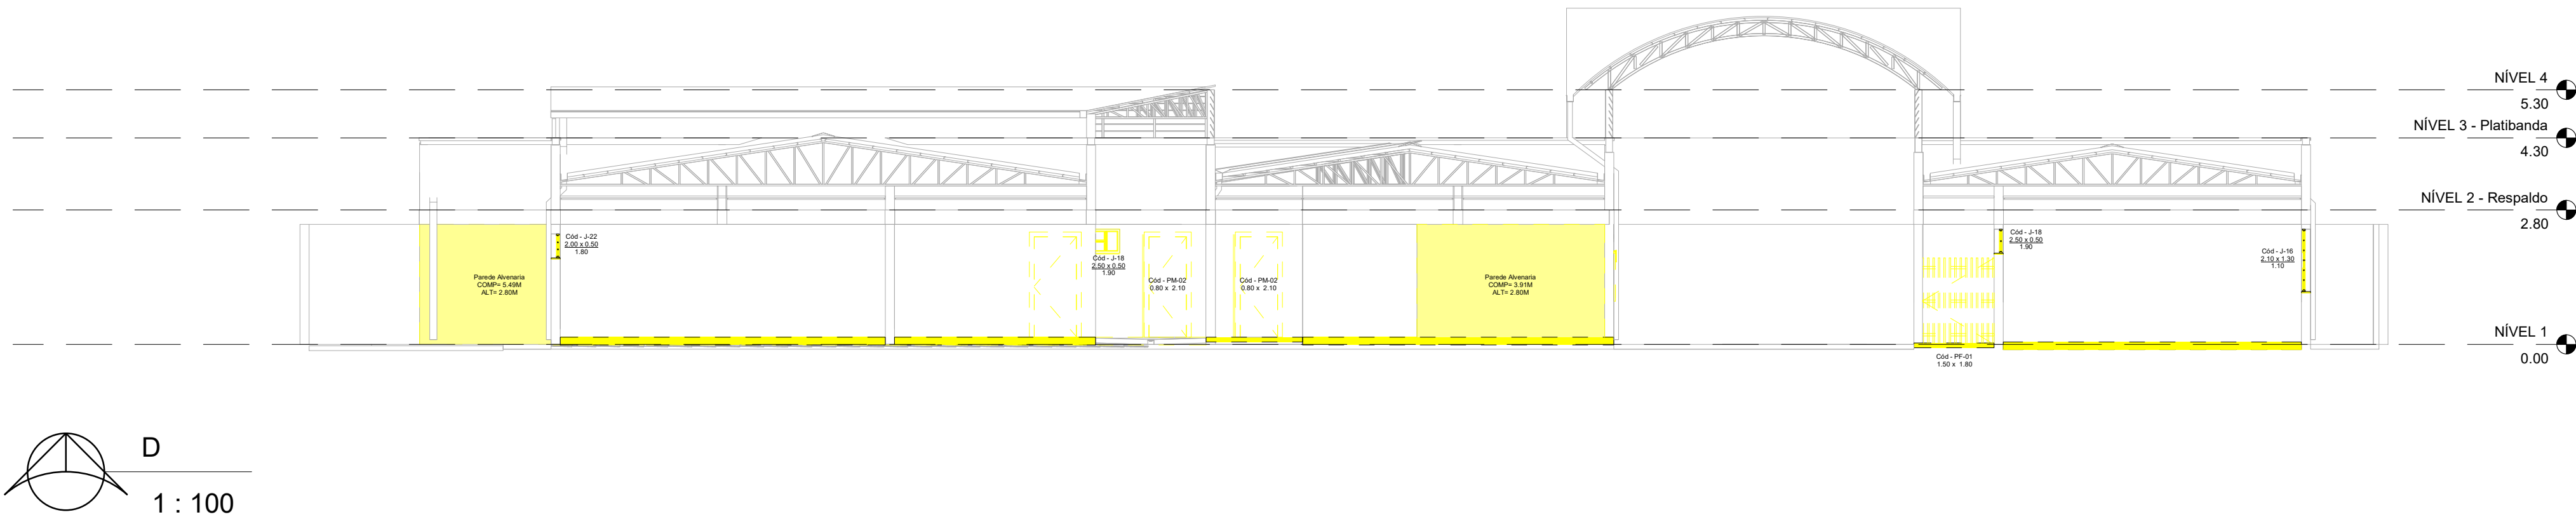 NÍVEL 4
5.30
NÍVEL 3 - Platibanda
4.30
NÍVEL 2 - Respaldo
2.80
Cód - J-22
2.00 x 0.50
1.80
Parede Alvenaria
COMP= 5.49M
ALT= 2.80M
Cód - J-18
2.50 x 0.50
1.90
Cód - PM-02
0.80 x 2.10
Cód - PM-02
0.80 x 2.10
Parede Alvenaria
COMP= 3.91M
ALT= 2.80M
Cód - J-18
2.50 x 0.50
1.90
Cód - J-16
2.10 x 1.30
1.10
NÍVEL 1
0.00
Cód - PF-01
1.50 x 1.80
D
1 : 100